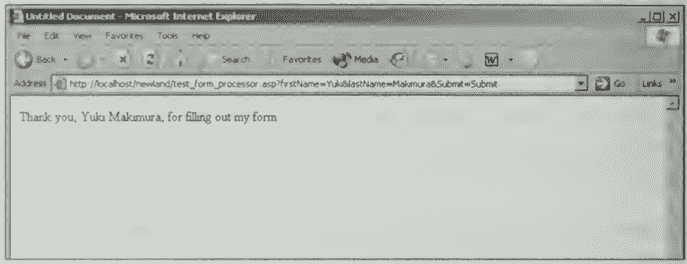 Untitled Document - Microsoft Internet Explorer
File Edit View Favorites Tools Help
Back Search Favorites Media W
Address http://localhost/newland/test_form_processor.asp?firstName=Yuki&lastName=Makimura&Submit=Submit Go Links »
Thank you, Yuki Makimura, for filling out my form